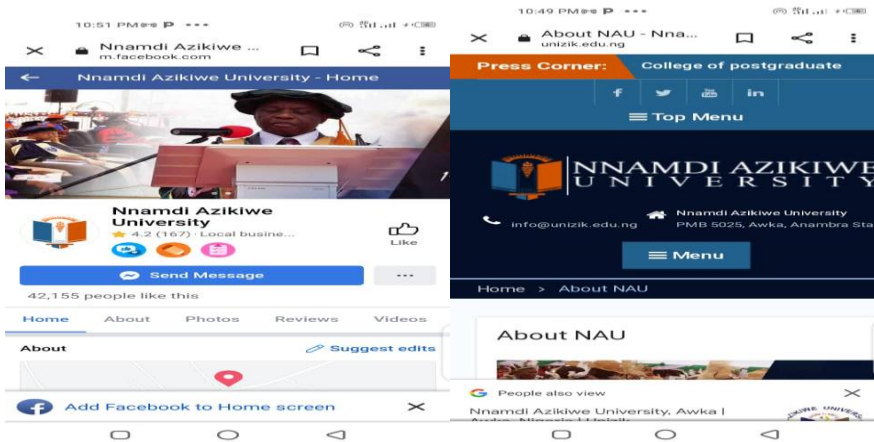 10:51 PM
Nnamdi Azikiwe ...
m.facebook.com
Nnamdi Azikiwe University - Home
Nnamdi Azikiwe
University
4.2 (167) · Local busine...
Like
Send Message
42,155 people like this
Home About Photos Reviews Videos
About Suggest edits
Add Facebook to Home screen
10:49 PM
About NAU - Nna...
unizik.edu.ng
Press Corner: College of postgraduate
Top Menu
NNAMDI AZIKIWE
UNIVERSITY
info@unizik.edu.ng
Nnamdi Azikiwe University
PMB 5025, Awka, Anambra Sta
Menu
Home > About NAU
About NAU
People also view
Nnamdi Azikiwe University, Awka |